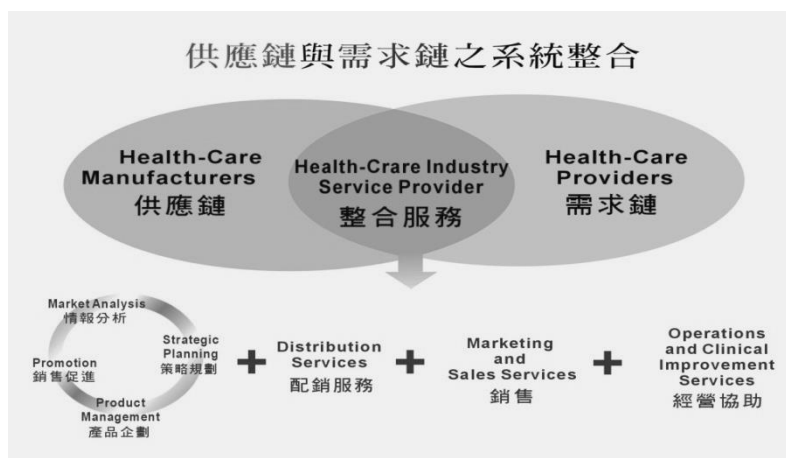 供應鏈與需求鏈之系統整合
Health-Care
Manufacturers
供應鏈
Health-Crare Industry
Service Provider
整合服務
Health-Care
Providers
需求鏈
Market Analysis
情報分析
Strategic
Planning
策略規劃
Promotion
銷售促進
Product
Management
產品企劃
+
Distribution
Services
配銷服務
+
Marketing
and
Sales Services
銷售
+
Operations
and Clinical
Improvement
Services
經營協助